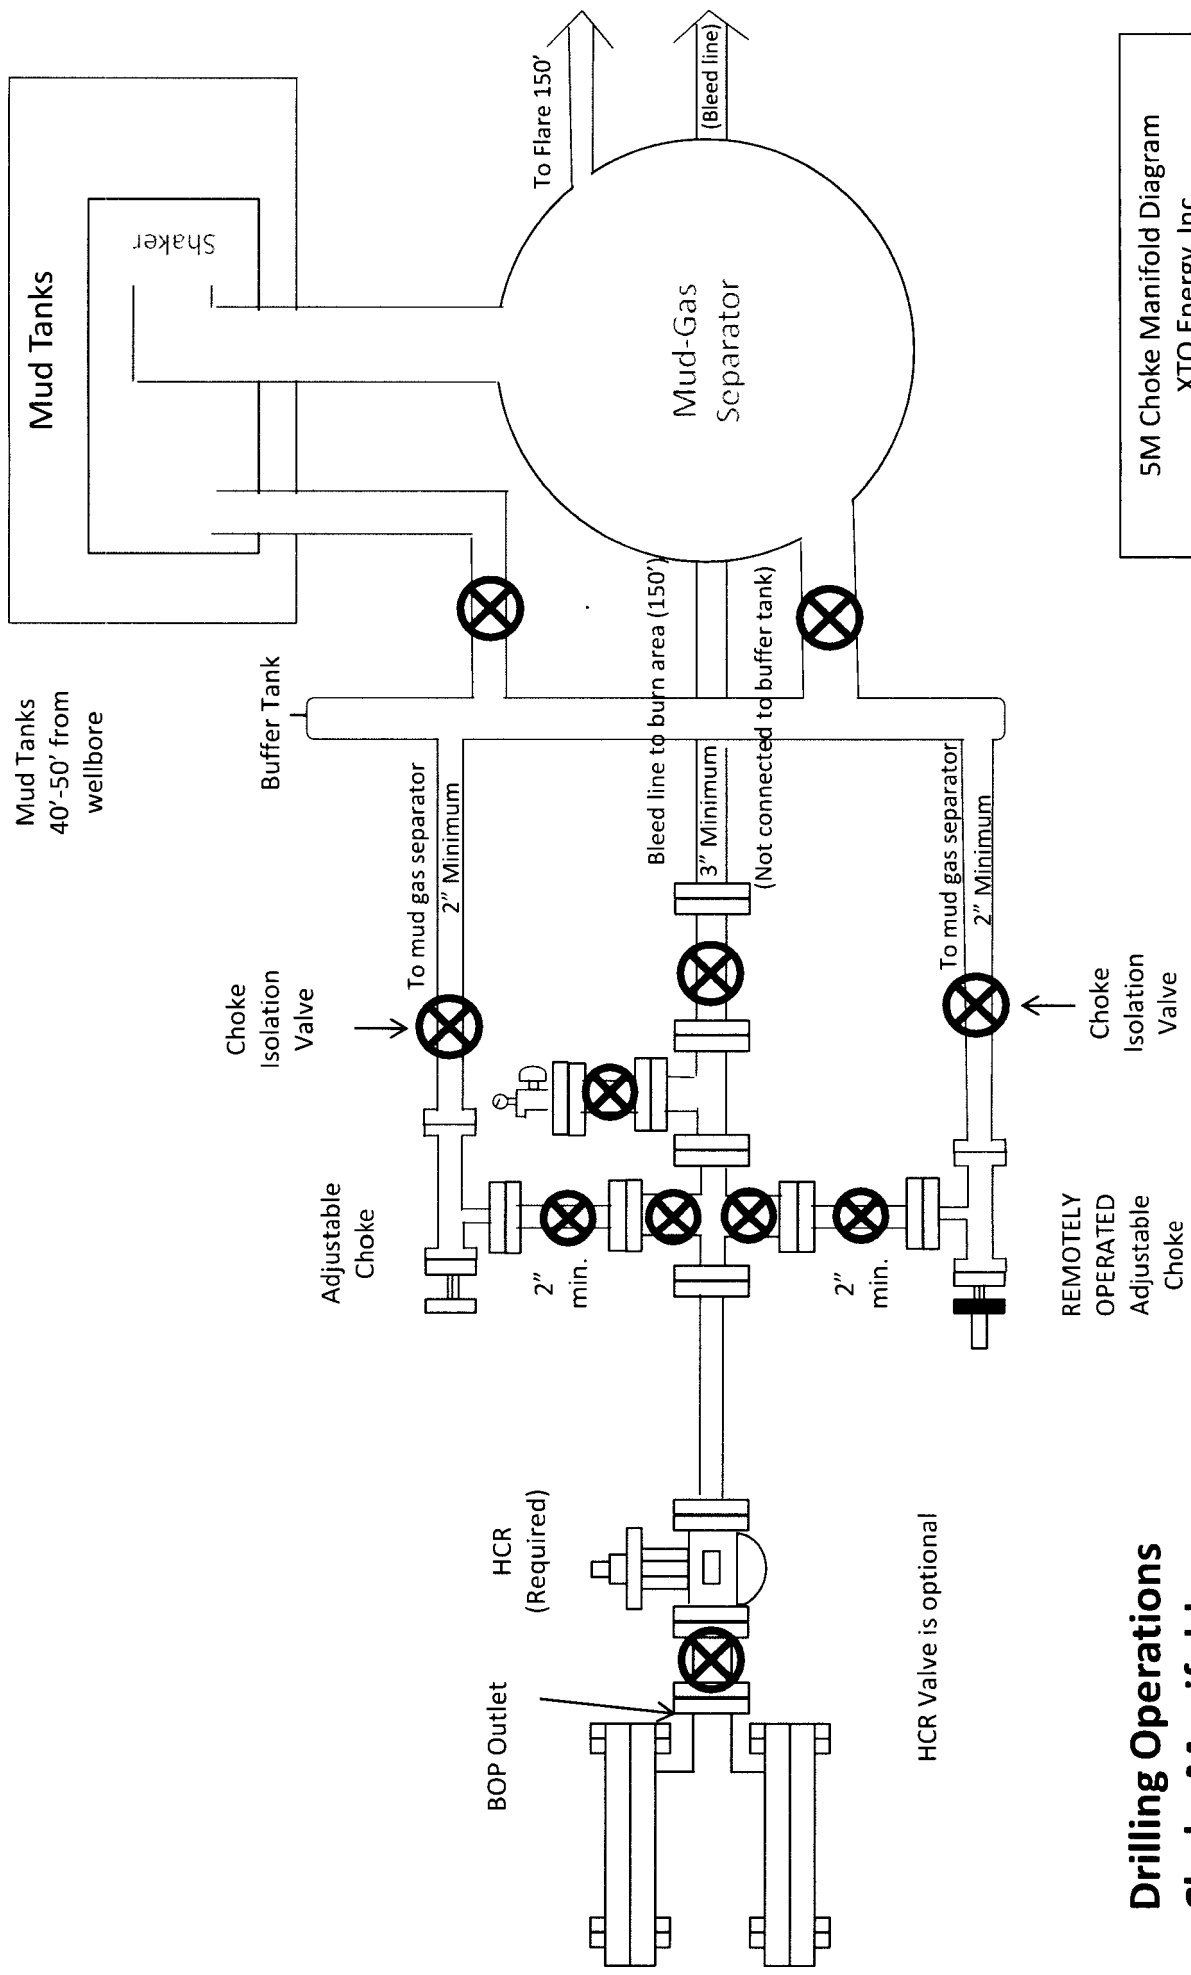 Mud Tanks
40'-50' from
wellbore
Mud Tanks
Shaker
Buffer Tank
To Flare 150'
(Bleed line)
Mud-Gas
Separator
Choke
Isolation
Valve
To mud gas separator
2" Minimum
Adjustable
Choke
Bleed line to burn area (150')
3" Minimum
(Not connected to buffer tank)
2"
min.
2"
min.
HCR
(Required)
BOP Outlet
HCR Valve is optional
To mud gas separator
2" Minimum
Choke
Isolation
Valve
REMOTELY
OPERATED
Adjustable
Choke
Drilling Operations
5M Choke Manifold Diagram
XTO Energy, Inc